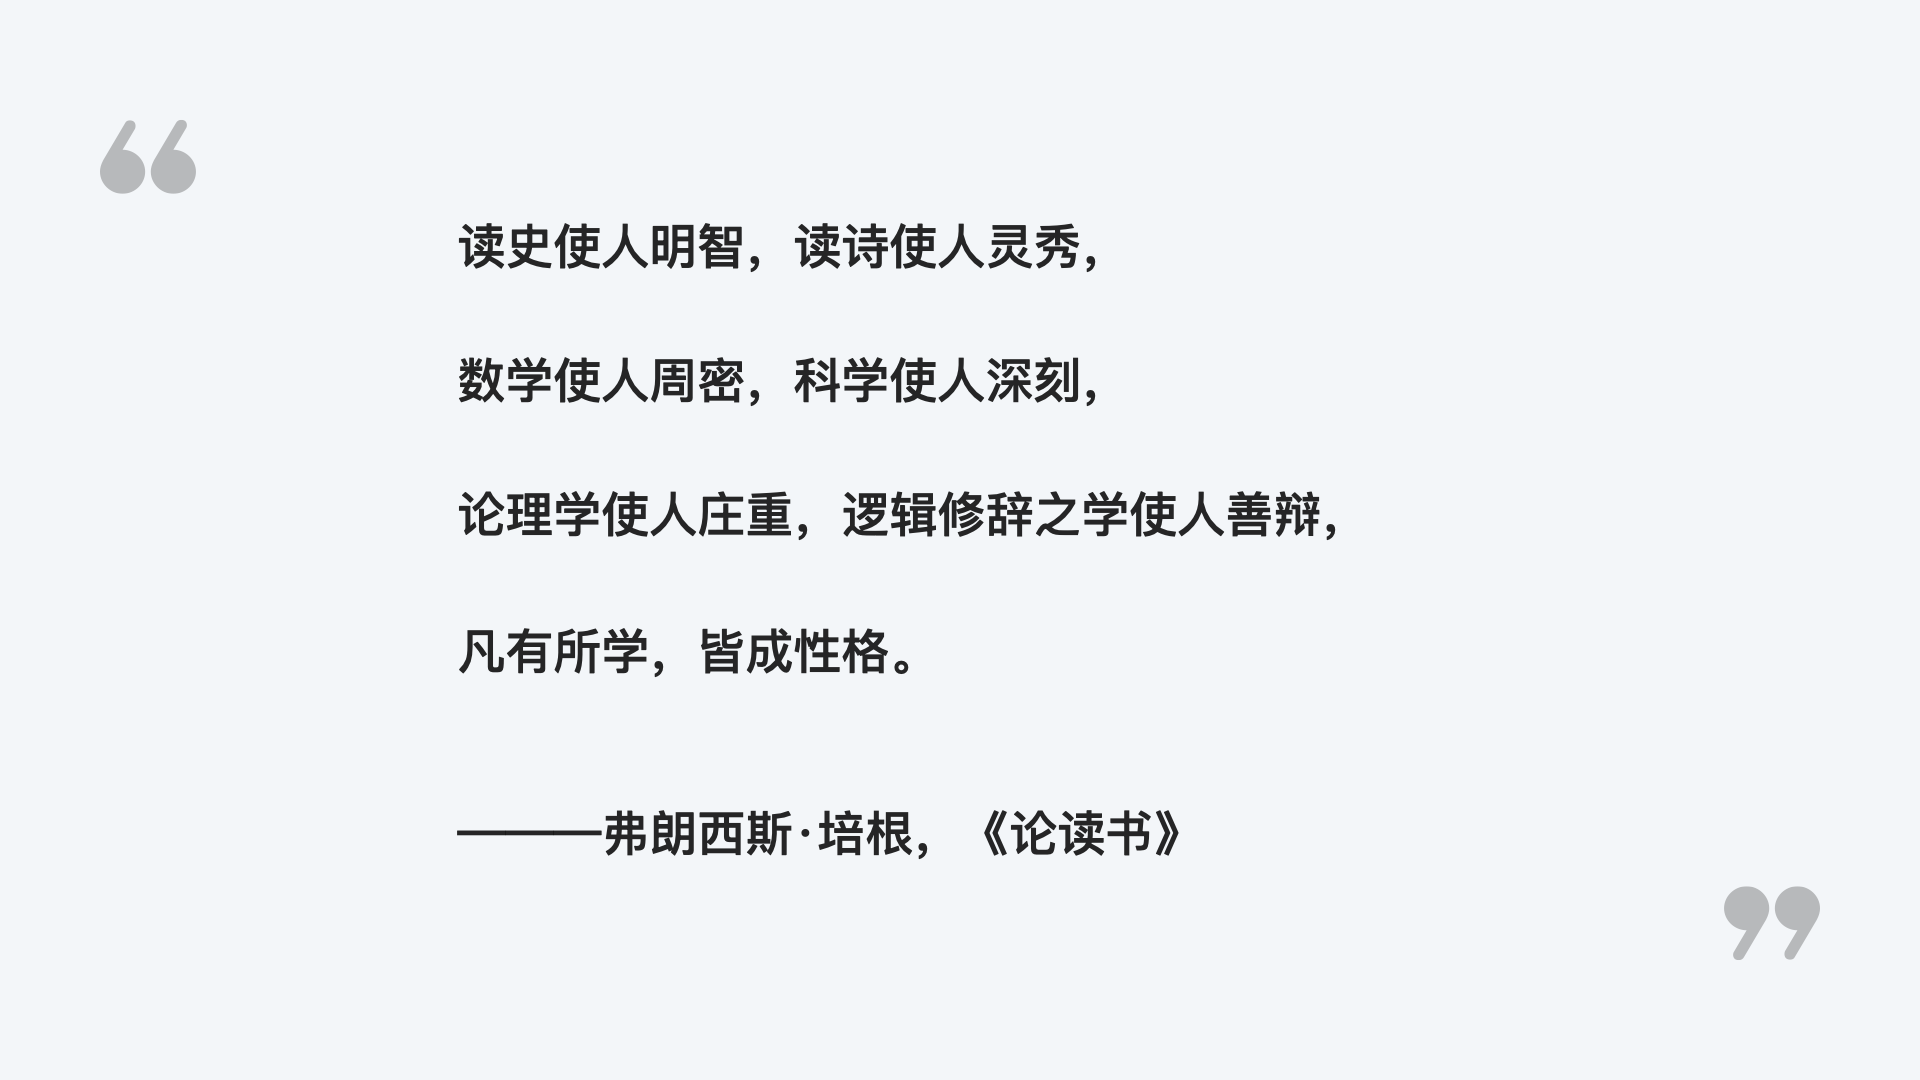 读史使人明智，读诗使人灵秀，
数学使人周密，科学使人深刻，
论理学使人庄重，逻辑修辞之学使人善辩，
凡有所学，皆成性格。
———弗朗西斯·培根，《论读书》